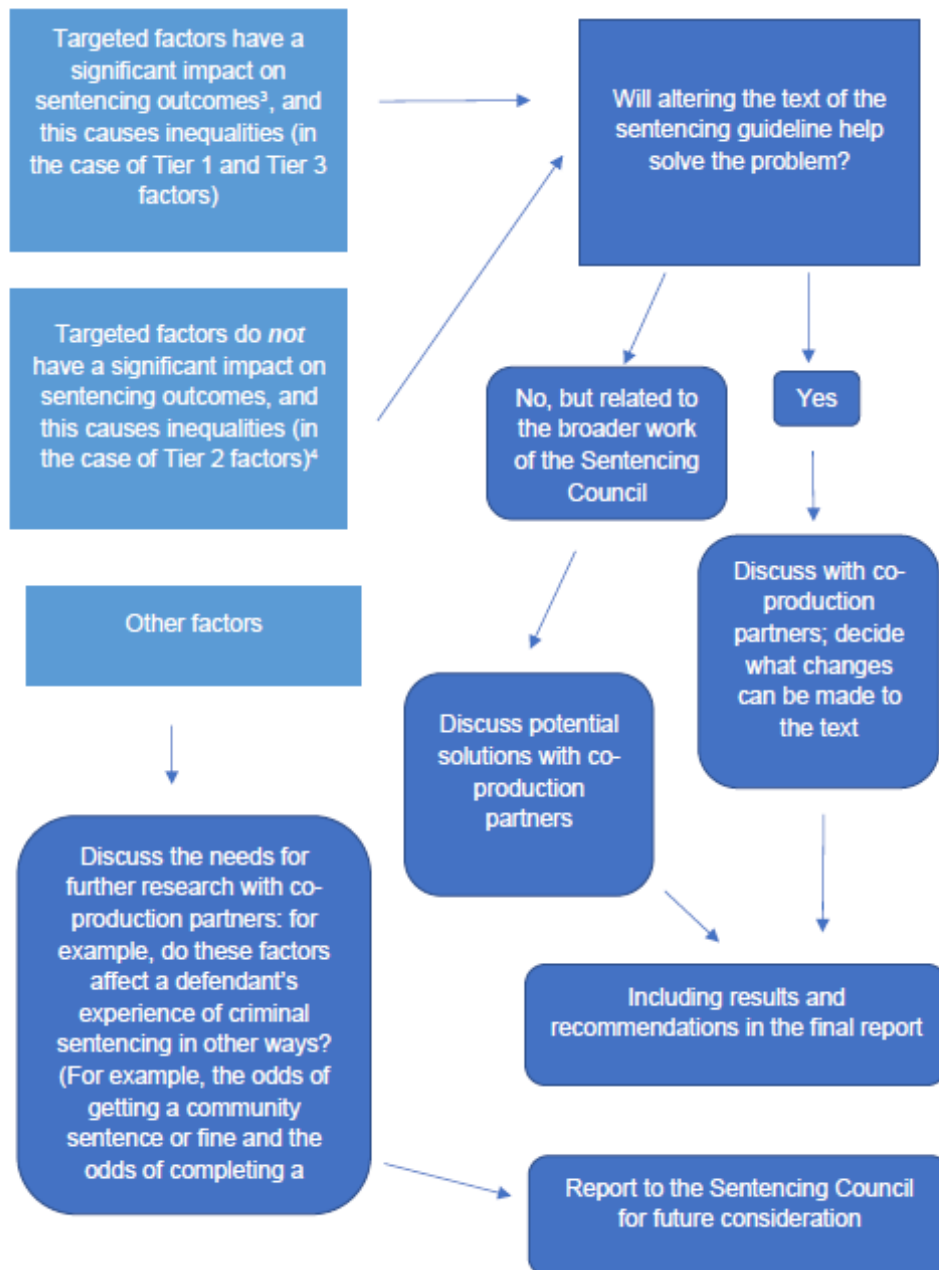 Targeted factors have a
significant impact on
sentencing outcomes³, and
this causes inequalities (in
the case of Tier 1 and Tier 3
factors)
Will altering the text of the
sentencing guideline help
solve the problem?
Targeted factors do not
have a significant impact on
sentencing outcomes, and
this causes inequalities (in
the case of Tier 2 factors)⁴
No, but related to
the broader work
of the Sentencing
Council
Yes
Discuss with co-
production
partners; decide
what changes
can be made to
the text
Other factors
Discuss potential
solutions with co-
production
partners
Discuss the needs for
further research with co-
production partners: for
example, do these factors
affect a defendant's
experience of criminal
sentencing in other ways?
(For example, the odds of
getting a community
sentence or fine and the
odds of completing a
Including results and
recommendations in the final report
Report to the Sentencing Council
for future consideration